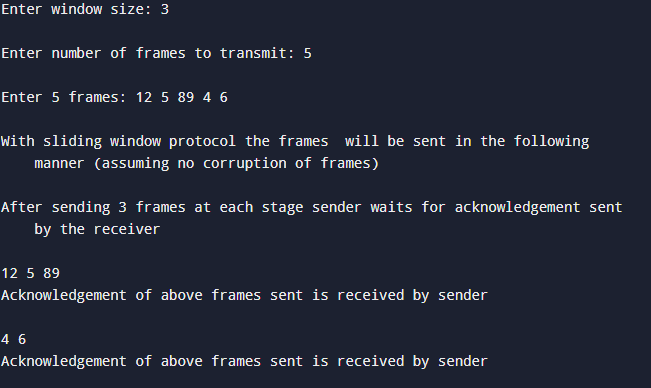 Enter window size: 3
Enter number of frames to transmit: 5
Enter 5 frames: 12 5 89 4 6
With sliding window protocol the frames  will be sent in the following
manner (assuming no corruption of frames)
After sending 3 frames at each stage sender waits for acknowledgement sent
by the receiver
12 5 89
Acknowledgement of above frames sent is received by sender
4 6
Acknowledgement of above frames sent is received by sender